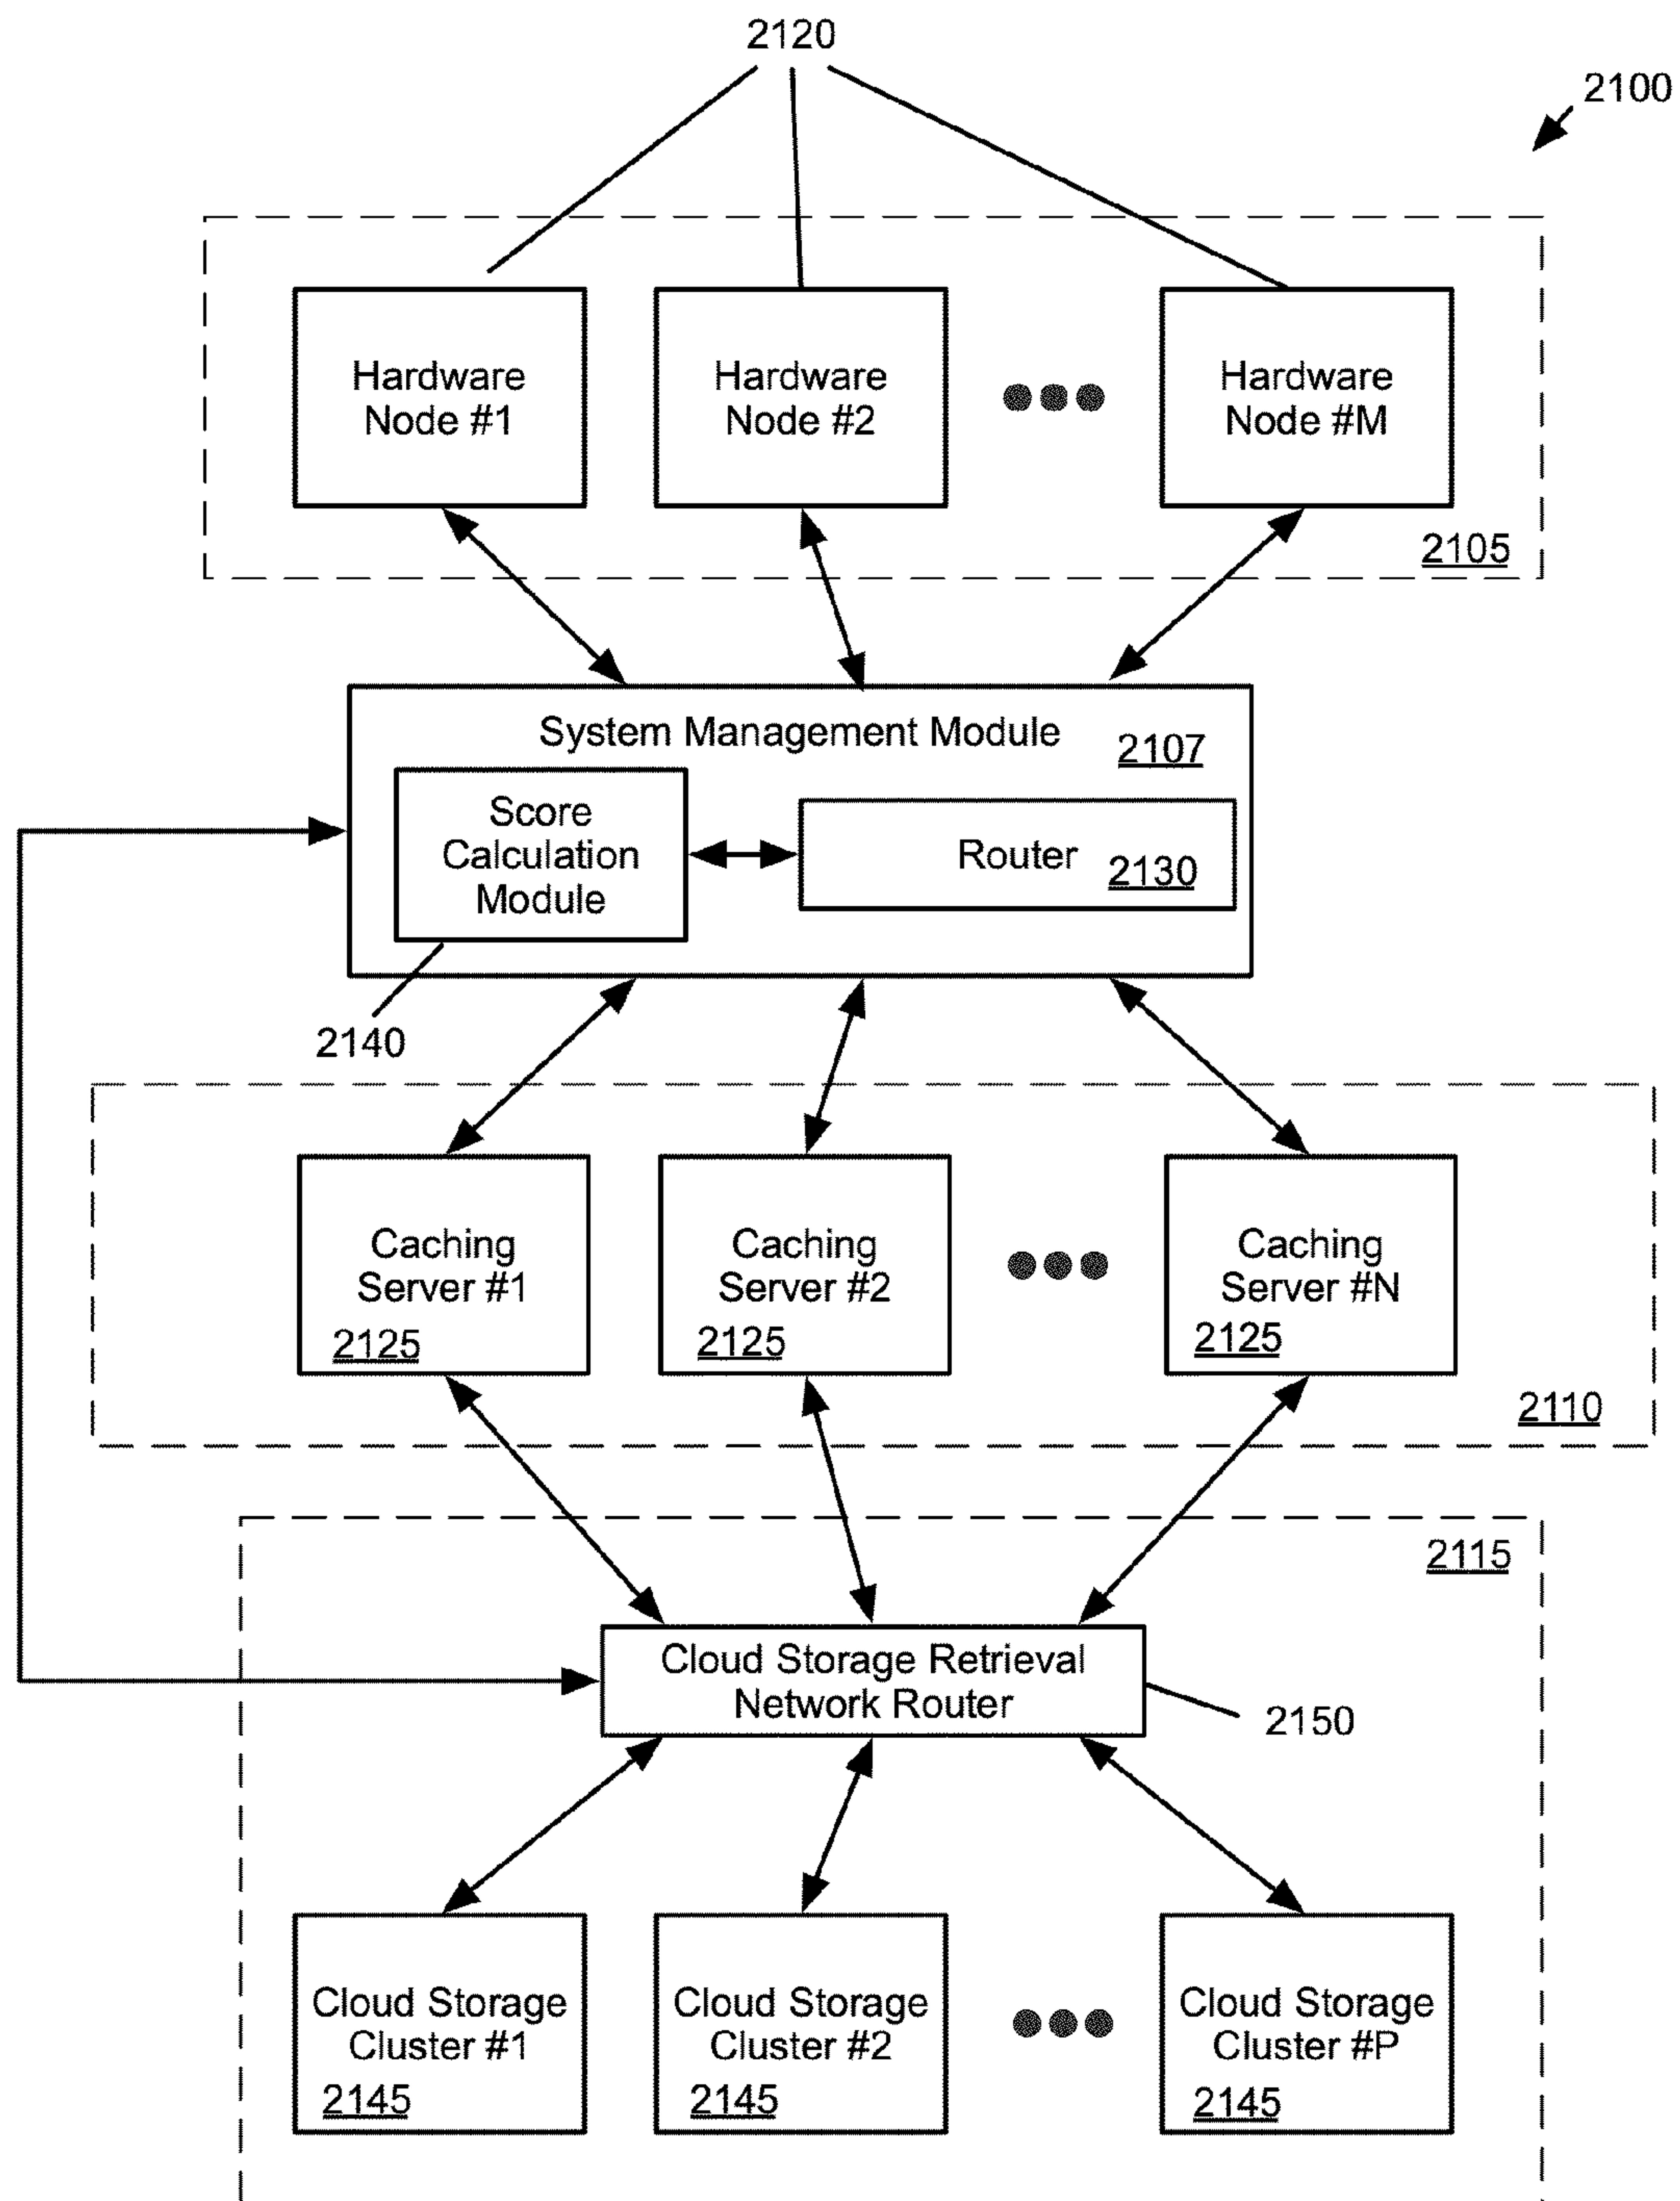 2120
2100
Hardware
Node #1
Hardware
Node #2
Hardware
Node #M
2105
System Management Module
2107
Score
Calculation
Module
Router
2130
2140
Caching
Server #1
2125
Caching
Server #2
2125
Caching
Server #N
2125
2110
2115
Cloud Storage Retrieval
Network Router
2150
Cloud Storage
Cluster #1
2145
Cloud Storage
Cluster #2
2145
Cloud Storage
Cluster #P
2145